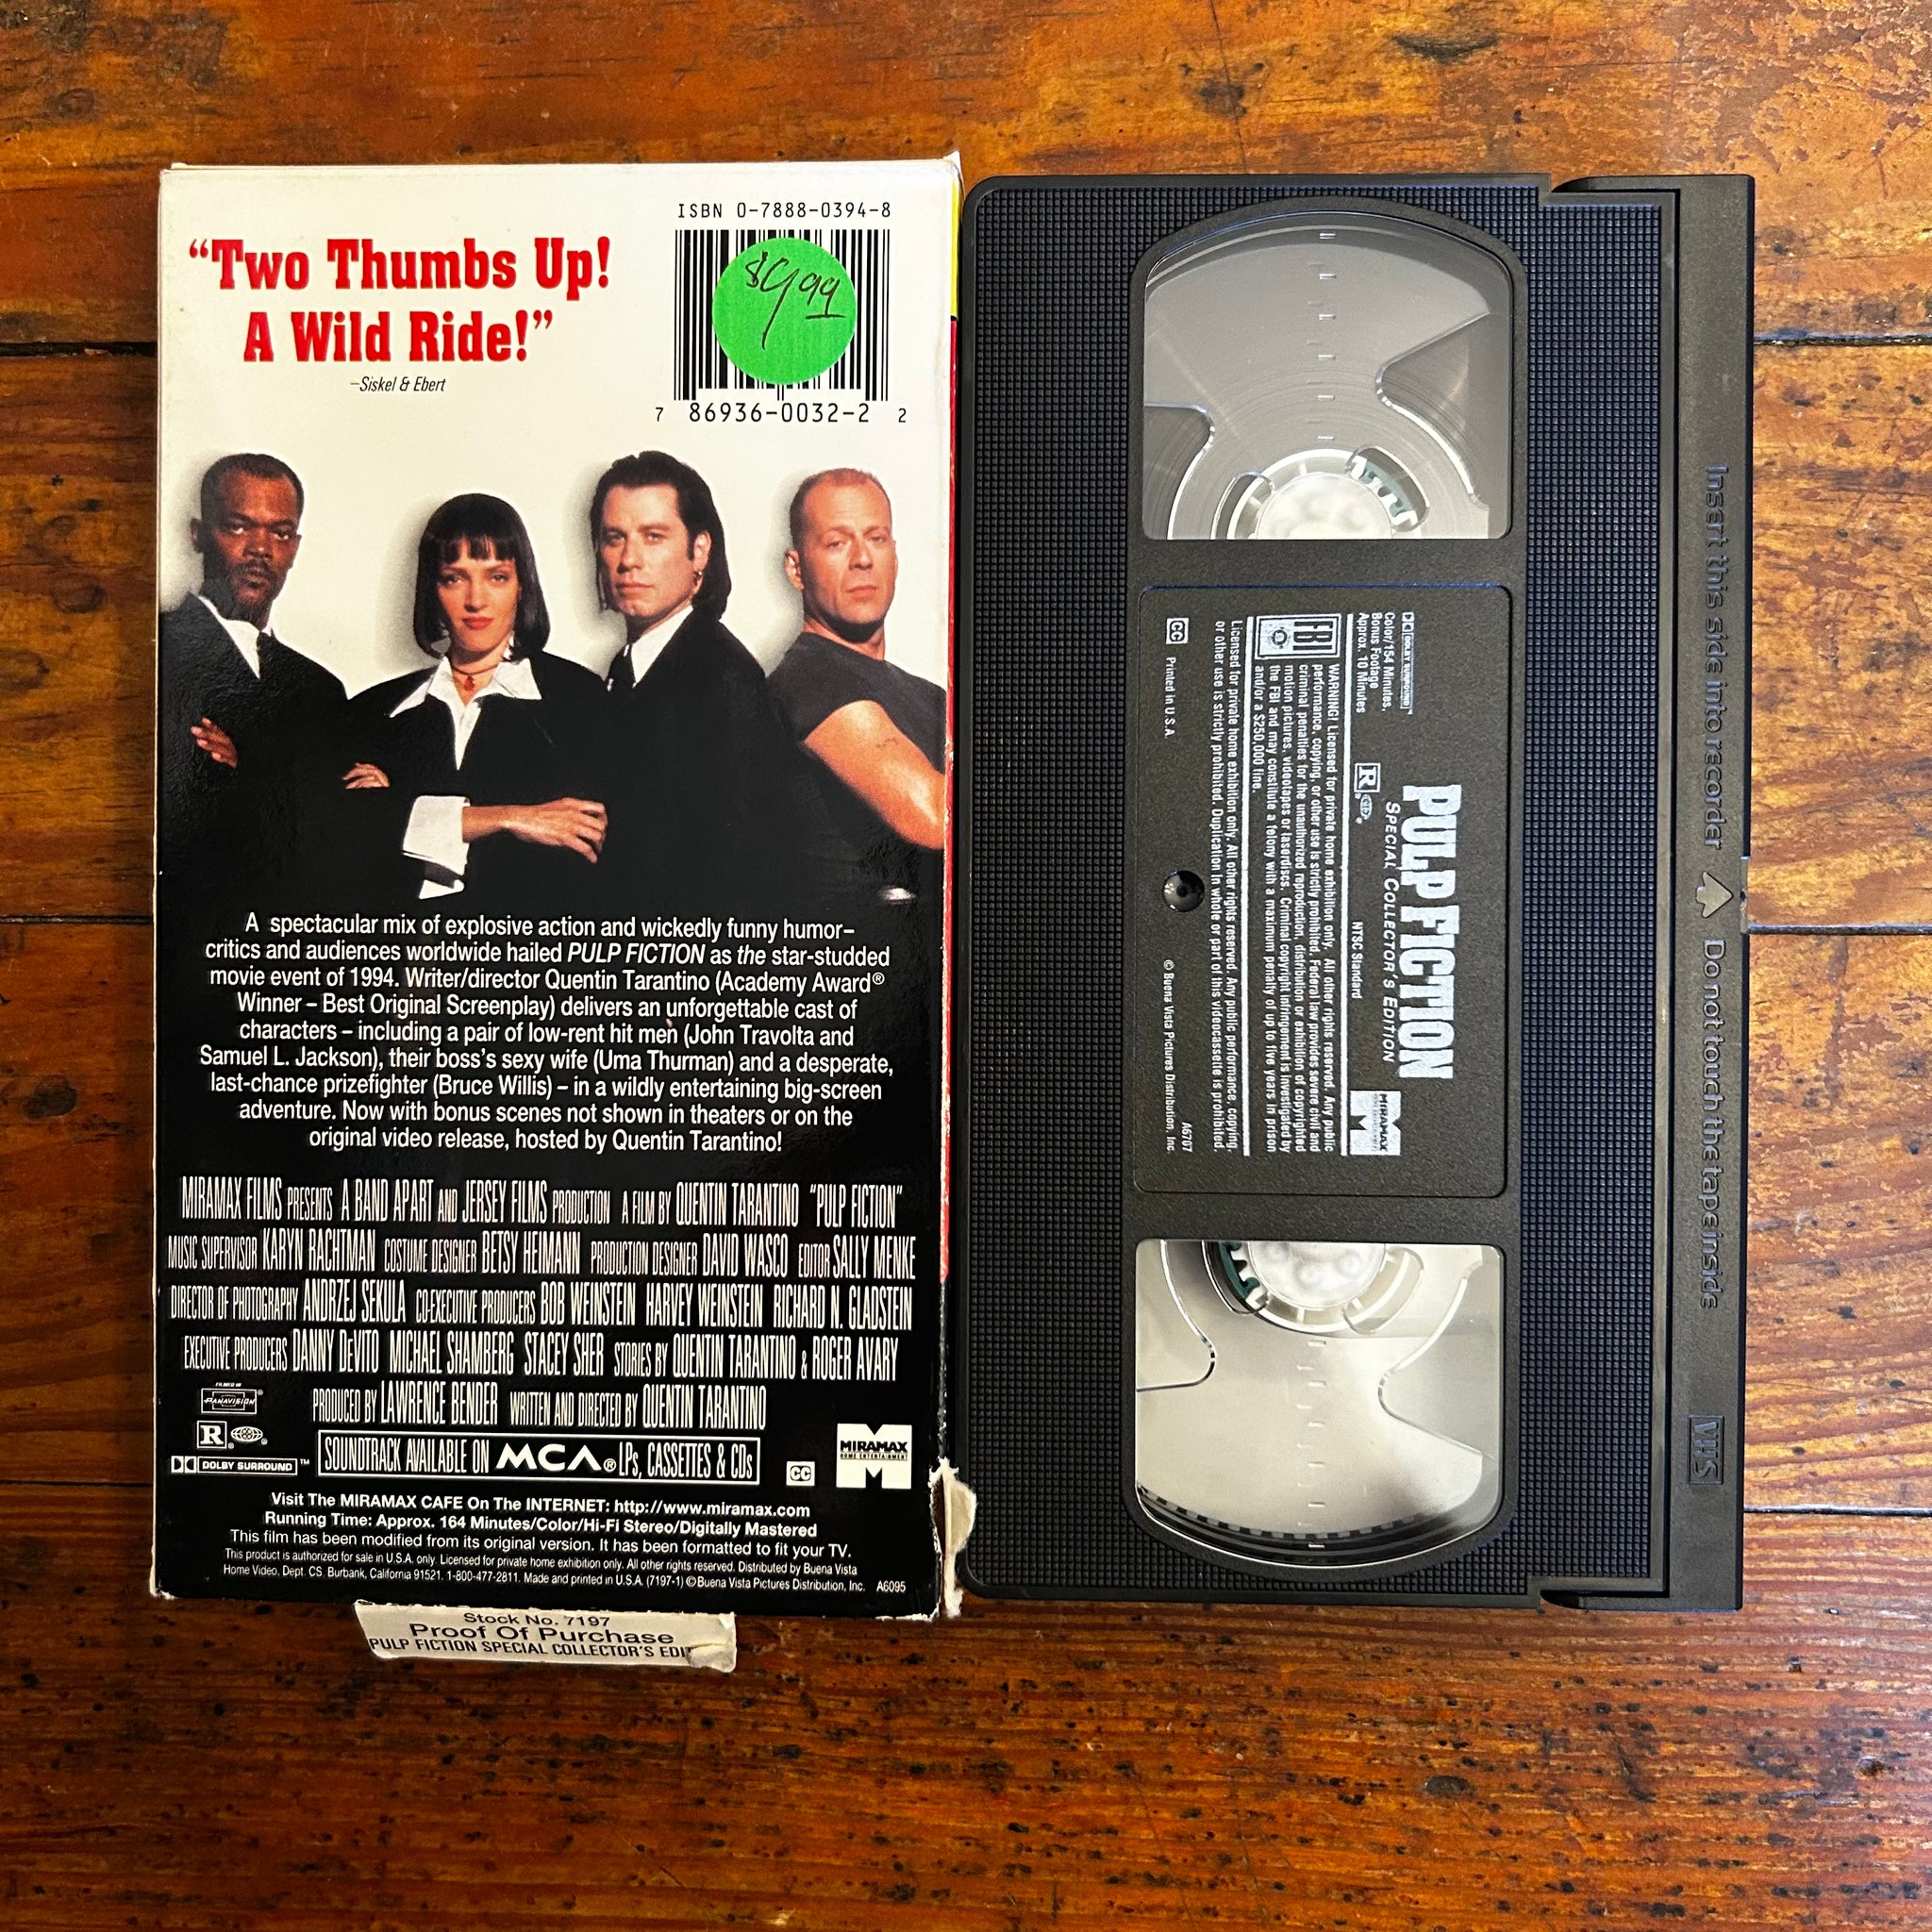 ISBN 0-7888-0394-8
“Two Thumbs Up!
A Wild Ride!”
–Siskel & Ebert
$9.99
7 86936-0032-2 2
A spectacular mix of explosive action and wickedly funny humor–
critics and audiences worldwide hailed PULP FICTION as the star-studded
movie event of 1994. Writer/director Quentin Tarantino (Academy Award®
Winner – Best Original Screenplay) delivers an unforgettable cast of
characters – including a pair of low-rent hit men (John Travolta and
Samuel L. Jackson), their boss's sexy wife (Uma Thurman) and a desperate,
last-chance prizefighter (Bruce Willis) – in a wildly entertaining big-screen
adventure. Now with bonus scenes not shown in theaters or on the
original video release, hosted by Quentin Tarantino!
MIRAMAX FILMS PRESENTS A BAND APART AND JERSEY FILMS PRODUCTION A FILM BY QUENTIN TARANTINO “PULP FICTION”
MUSIC SUPERVISOR KARYN RACHTMAN COSTUME DESIGNER BETSY HEIMANN PRODUCTION DESIGNER DAVID WASCO EDITOR SALLY MENKE
DIRECTOR OF PHOTOGRAPHY ANDRZEJ SEKULA CO-EXECUTIVE PRODUCERS BOB WEINSTEIN HARVEY WEINSTEIN RICHARD N. GLADSTEIN
EXECUTIVE PRODUCERS DANNY DeVITO MICHAEL SHAMBERG STACEY SHER STORIES BY QUENTIN TARANTINO & ROGER AVARY
FILMED IN PANAVISION®
PRODUCED BY LAWRENCE BENDER WRITTEN AND DIRECTED BY QUENTIN TARANTINO
R®
DOLBY SURROUND™
SOUNDTRACK AVAILABLE ON MCA® LPs, CASSETTES & CDs
CC
MIRAMAX
HOME ENTERTAINMENT
Visit The MIRAMAX CAFE On The INTERNET: http://www.miramax.com
Running Time: Approx. 164 Minutes/Color/Hi-Fi Stereo/Digitally Mastered
This film has been modified from its original version. It has been formatted to fit your TV.
This product is authorized for sale in U.S.A. only. Licensed for private home exhibition only. All other rights reserved. Distributed by Buena Vista
Home Video, Dept. CS, Burbank, California 91521. 1-800-477-2811. Made and printed in U.S.A. (7197-1) ©Buena Vista Pictures Distribution, Inc. A6095
Stock No. 7197
Proof Of Purchase
PULP FICTION SPECIAL COLLECTOR'S EDI
PULP FICTION
SPECIAL COLLECTOR'S EDITION
DOLBY SURROUND™
Color/154 Minutes.
Bonus Footage
Approx. 10 Minutes
R®
NTSC Standard
MIRAMAX
FBI
WARNING! Licensed for private home exhibition only. All other rights reserved. Any public
performance, copying, or other use is strictly prohibited. Federal law provides severe civil and
criminal penalties for the unauthorized reproduction, distribution or exhibition of copyrighted
motion pictures, videotapes or laserdiscs. Criminal copyright infringement is investigated by
the FBI and may constitute a felony with a maximum penalty of up to five years in prison
and/or a $250,000 fine.
Licensed for private home exhibition only. All other rights reserved. Any public performance, copying,
or other use is strictly prohibited. Duplication in whole or part of this videocassette is prohibited.
CC Printed in U.S.A. © Buena Vista Pictures Distribution, Inc. A6707
Insert this side into recorder Do not touch the tape inside
VHS